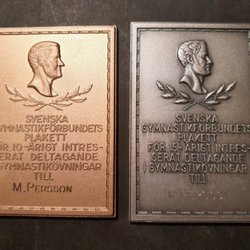 SVENSKA
GYMNASTIKFÖRBUNDETS
PLAKETT
FÖR 10-ÅRIGT INTRES-
SERAT DELTAGANDE
I GYMNASTIKÖVNINGAR
TILL
M. PERSSON
SVENSKA
GYMNASTIKFÖRBUNDETS
PLAKETT
FÖR 15-ÅRIGT INTRES-
SERAT DELTAGANDE
I GYMNASTIKÖVNINGAR
TILL